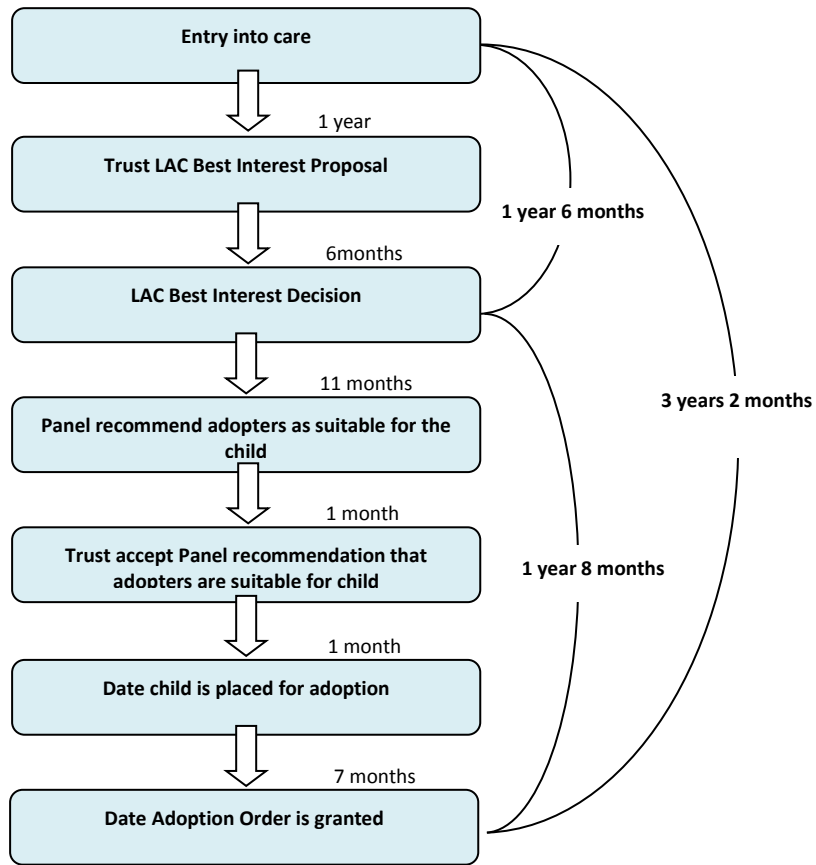 Entry into care
1 year
Trust LAC Best Interest Proposal
1 year 6 months
6months
LAC Best Interest Decision
11 months
3 years 2 months
Panel recommend adopters as suitable for the
child
1 month
Trust accept Panel recommendation that
adopters are suitable for child
1 year 8 months
1 month
Date child is placed for adoption
7 months
Date Adoption Order is granted